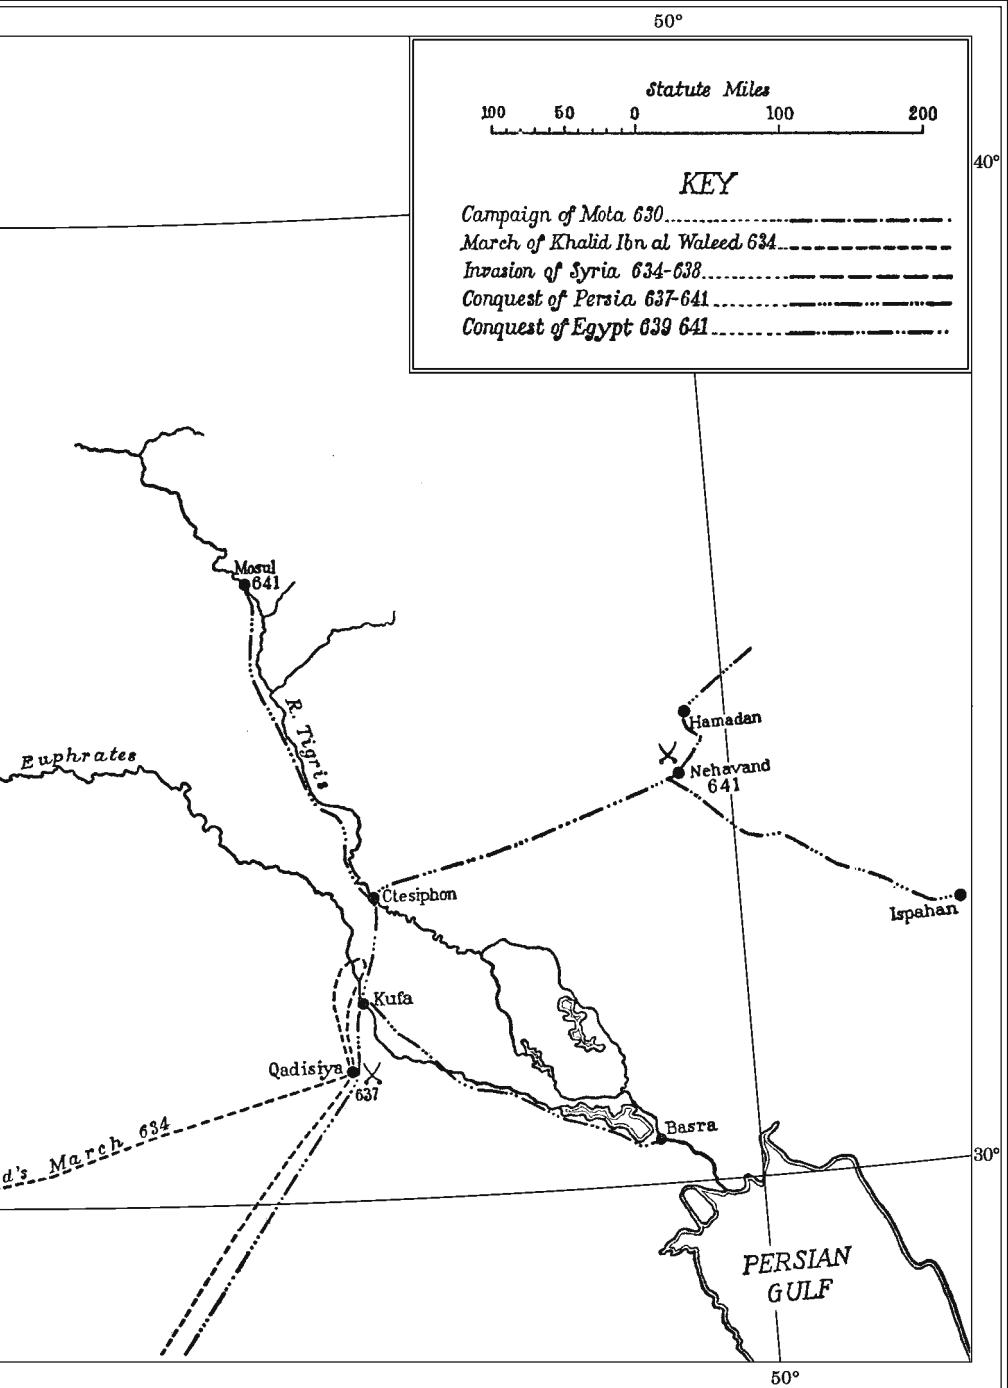 50°
Statute Miles
100 50 0 100 200
40°
KEY
Campaign of Mota 630
March of Khalid Ibn al Waleed 634
Invasion of Syria 634-638
Conquest of Persia 637-641
Conquest of Egypt 639 641
Mosul
641
R. Tigris
Euphrates
Hamadan
Nehavand
641
Ctesiphon
Ispahan
Kufa
Qadisiya
637
Basra
d's March 634
30°
PERSIAN
GULF
50°